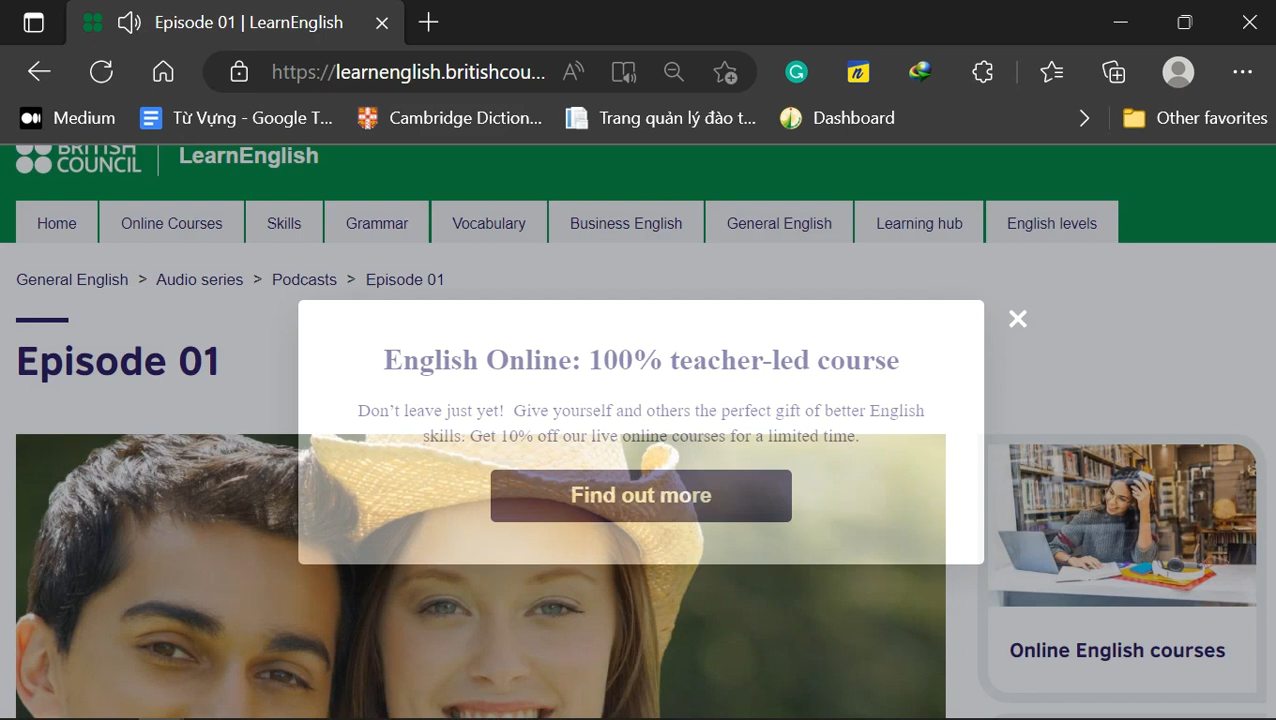 Episode 01 | LearnEnglish
https://learnenglish.britishcou...
Medium
Từ Vựng - Google T...
Cambridge Diction...
Trang quản lý đào t...
Dashboard
Other favorites
BRITISH
COUNCIL
LearnEnglish
Home
Online Courses
Skills
Grammar
Vocabulary
Business English
General English
Learning hub
English levels
General English > Audio series > Podcasts > Episode 01
Episode 01
English Online: 100% teacher-led course
Don’t leave just yet! Give yourself and others the perfect gift of better English
skills. Get 10% off our live online courses for a limited time.
Find out more
Online English courses